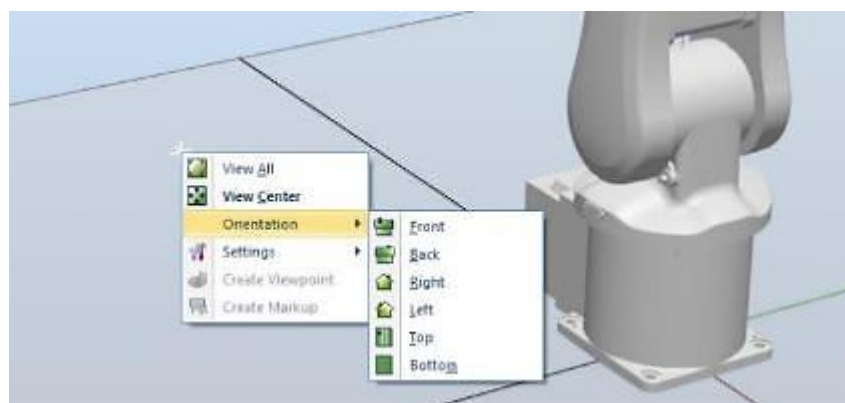 View All
View Center
Orientation
Settings
Create Viewpoint
Create Markup
Front
Back
Right
Left
Top
Bottom